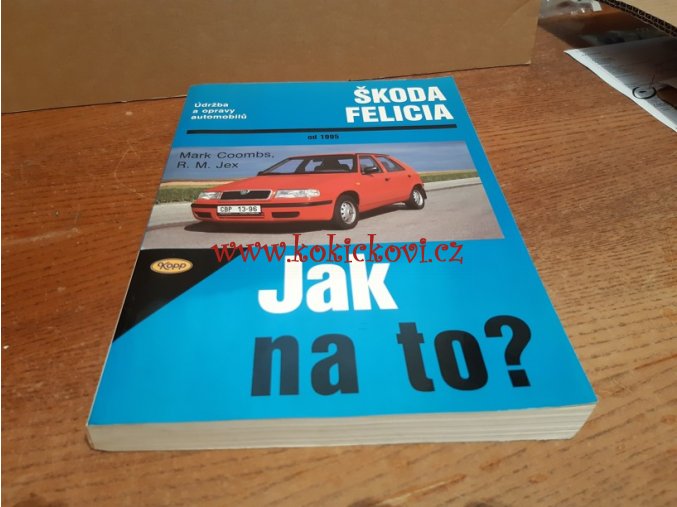 Údržba
a opravy
automobilů
ŠKODA
FELICIA
od 1995
Mark Coombs,
R. M. Jex
CBP 13-96
www.kokickovi.cz
Kopp
Jak
na to?